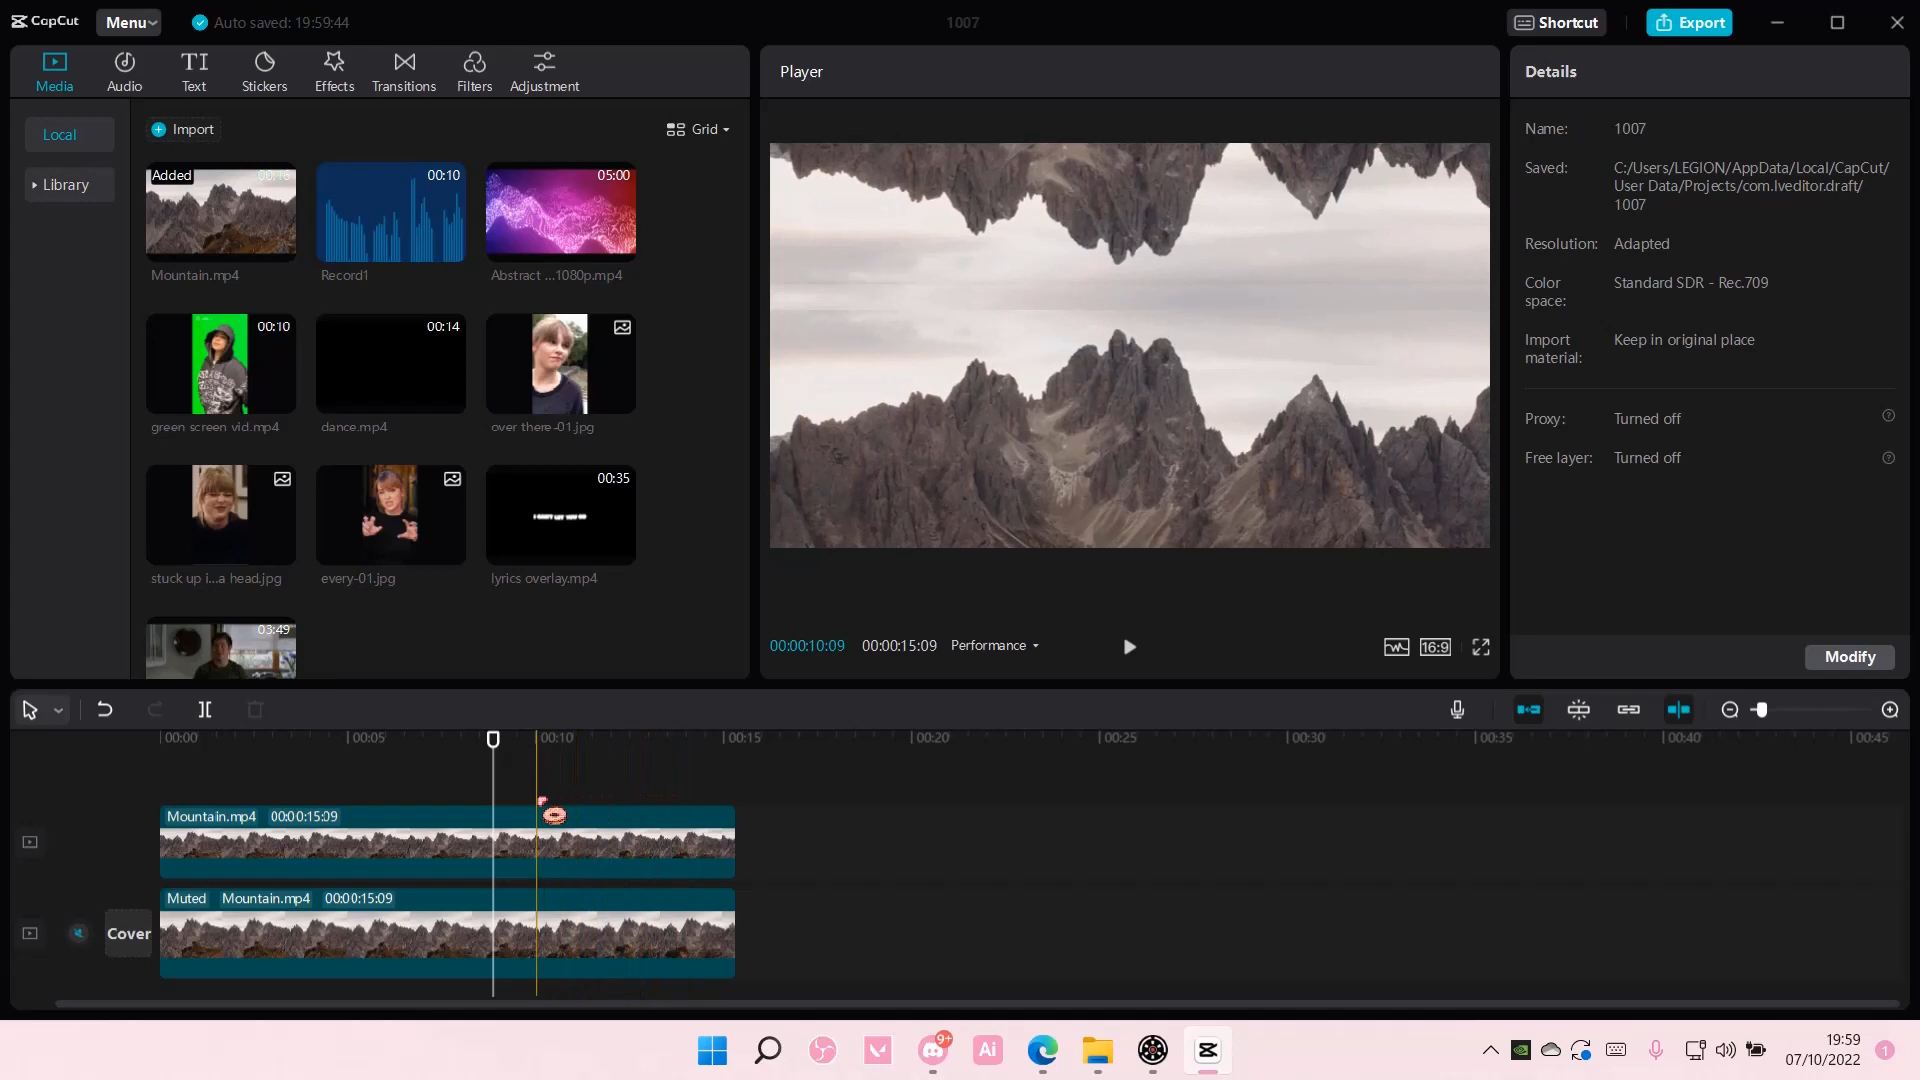 CapCut
Menu
Auto saved: 19:59:44
1007
Shortcut
Export
Media
Audio
Text
Stickers
Effects
Transitions
Filters
Adjustment
Local
Library
Import
Grid
Added
Mountain.mp4
00:10
Record1
05:00
Abstract ...1080p.mp4
00:10
green screen vid.mp4
00:14
dance.mp4
over there-01.jpg
stuck up i...a head.jpg
every-01.jpg
00:35
I CAN'T LET YOU GO
lyrics overlay.mp4
03:49
Player
00:00:10:09
00:00:15:09
Performance
16:9
Details
Name: 1007
Saved: C:/Users/LEGION/AppData/Local/CapCut/
User Data/Projects/com.lveditor.draft/
1007
Resolution: Adapted
Color
space: Standard SDR - Rec.709
Import
material: Keep in original place
Proxy: Turned off
Free layer: Turned off
Modify
00:00
00:05
00:10
00:15
00:20
00:25
00:30
00:35
00:40
00:45
Mountain.mp4 00:00:15:09
Muted Mountain.mp4 00:00:15:09
Cover
9+
Ai
19:59
07/10/2022
1